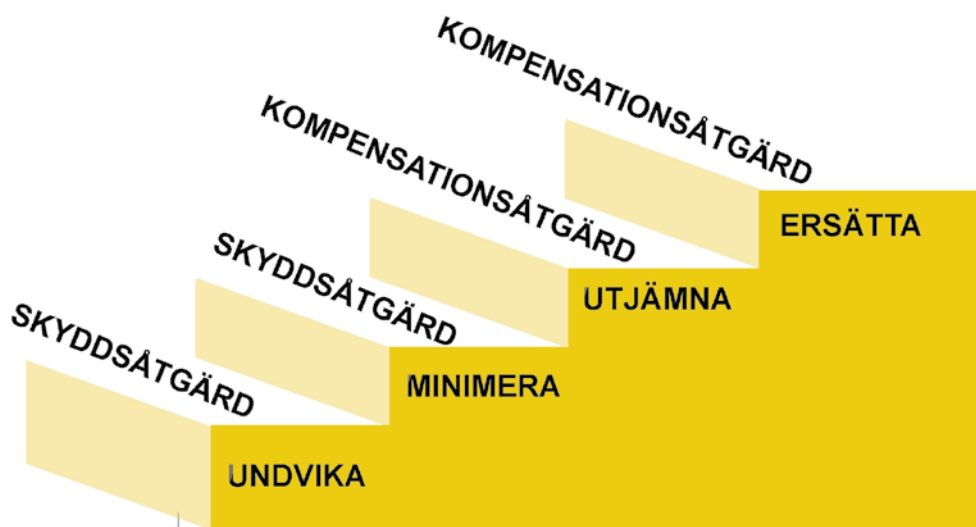 KOMPENSATIONSÅTGÄRD
KOMPENSATIONSÅTGÄRD
ERSÄTTA
SKYDDSÅTGÄRD
UTJÄMNA
SKYDDSÅTGÄRD
MINIMERA
UNDVIKA